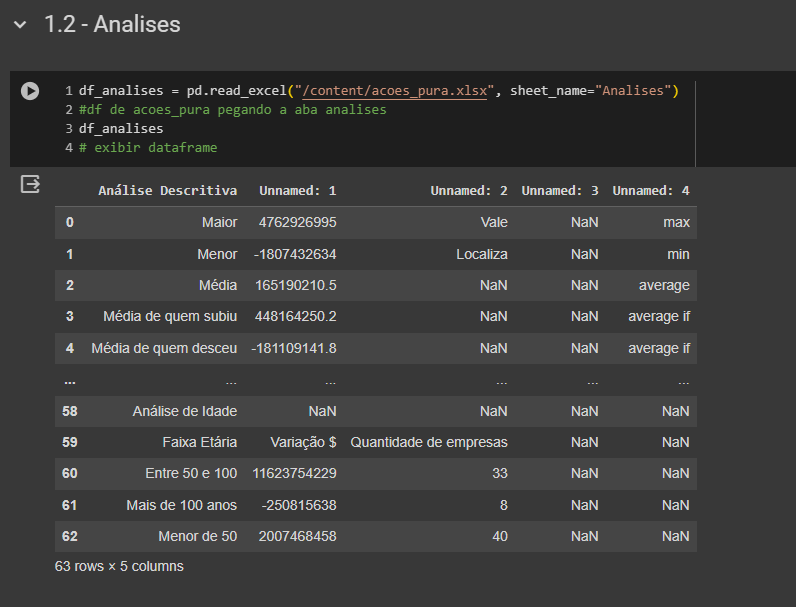 1.2 - Analises
1 df_analises = pd.read_excel("/content/acoes_pura.xlsx", sheet_name="Analises")
2 #df de acoes_pura pegando a aba analises
3 df_analises
4 # exibir dataframe
Análise Descritiva Unnamed: 1 Unnamed: 2 Unnamed: 3 Unnamed: 4
0 Maior 4762926995 Vale NaN max
1 Menor -1807432634 Localiza NaN min
2 Média 165190210.5 NaN NaN average
3 Média de quem subiu 448164250.2 NaN NaN average if
4 Média de quem desceu -181109141.8 NaN NaN average if
... ... ... ... ... ...
58 Análise de Idade NaN NaN NaN NaN
59 Faixa Etária Variação $ Quantidade de empresas NaN NaN
60 Entre 50 e 100 11623754229 33 NaN NaN
61 Mais de 100 anos -250815638 8 NaN NaN
62 Menor de 50 2007468458 40 NaN NaN
63 rows × 5 columns